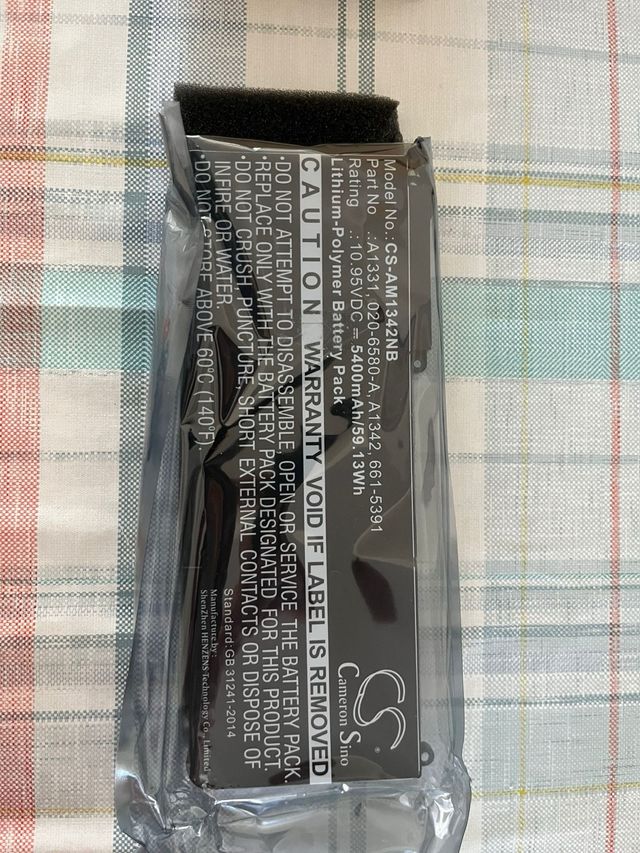 Model No.: CS-AM1342NB
Part No .: A1331, 020-6580-A, A1342, 661-5391
Rating .: 10.95VDC ⎓ 5400mAh/59.13Wh
Lithium-Polymer Battery Pack
CAUTION WARRANTY VOID IF LABEL IS REMOVED
•DO NOT ATTEMPT TO DISASSEMBLE, OPEN OR SERVICE THE BATTERY PACK.
•REPLACE ONLY WITH THE BATTERY PACK DESIGNATED FOR THIS PRODUCT.
•DO NOT CRUSH, PUNCTURE, SHORT EXTERNAL CONTACTS OR DISPOSE OF
IN FIRE OR WATER.
•DO NO ABOVE 60°C (140°F).
CS ®
Cameron Sino
Standard: GB 31241-2014
Manufacture by:
ShenZhen HENZENS Technology Co., Limited